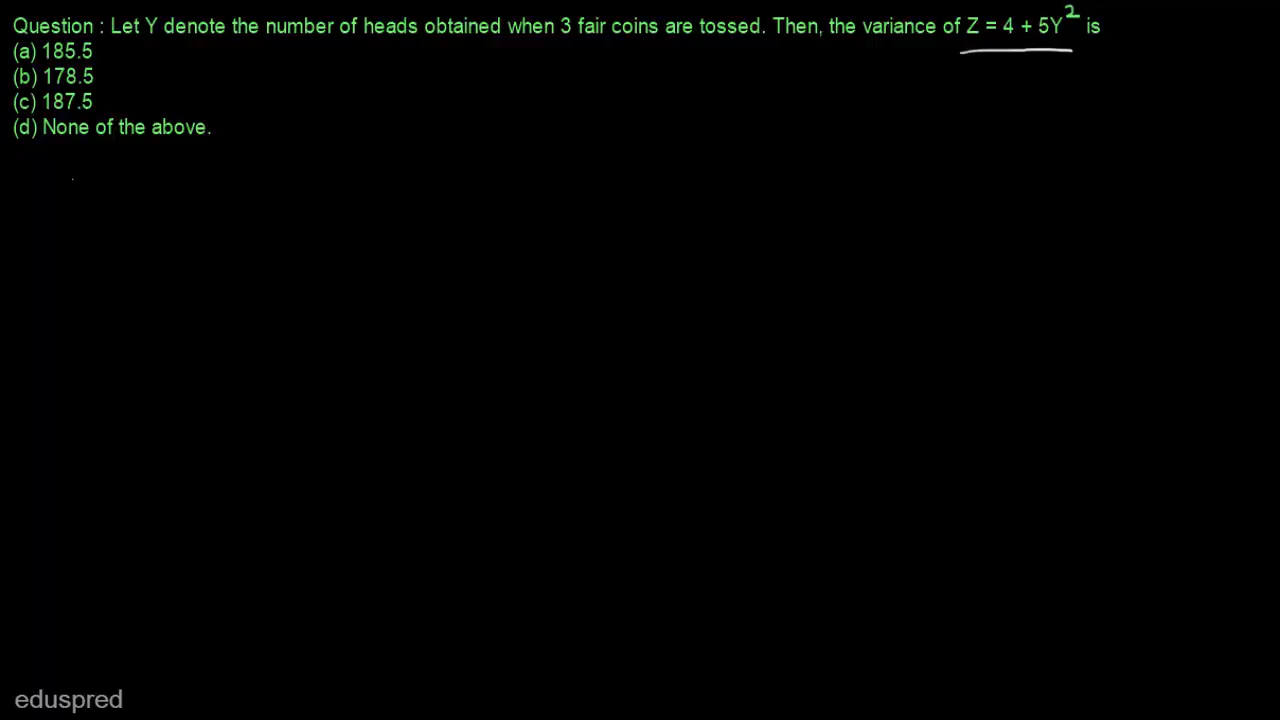 Question : Let Y denote the number of heads obtained when 3 fair coins are tossed. Then, the variance of Z = 4 + 5Y² is
(a) 185.5
(b) 178.5
(c) 187.5
(d) None of the above.
eduspred